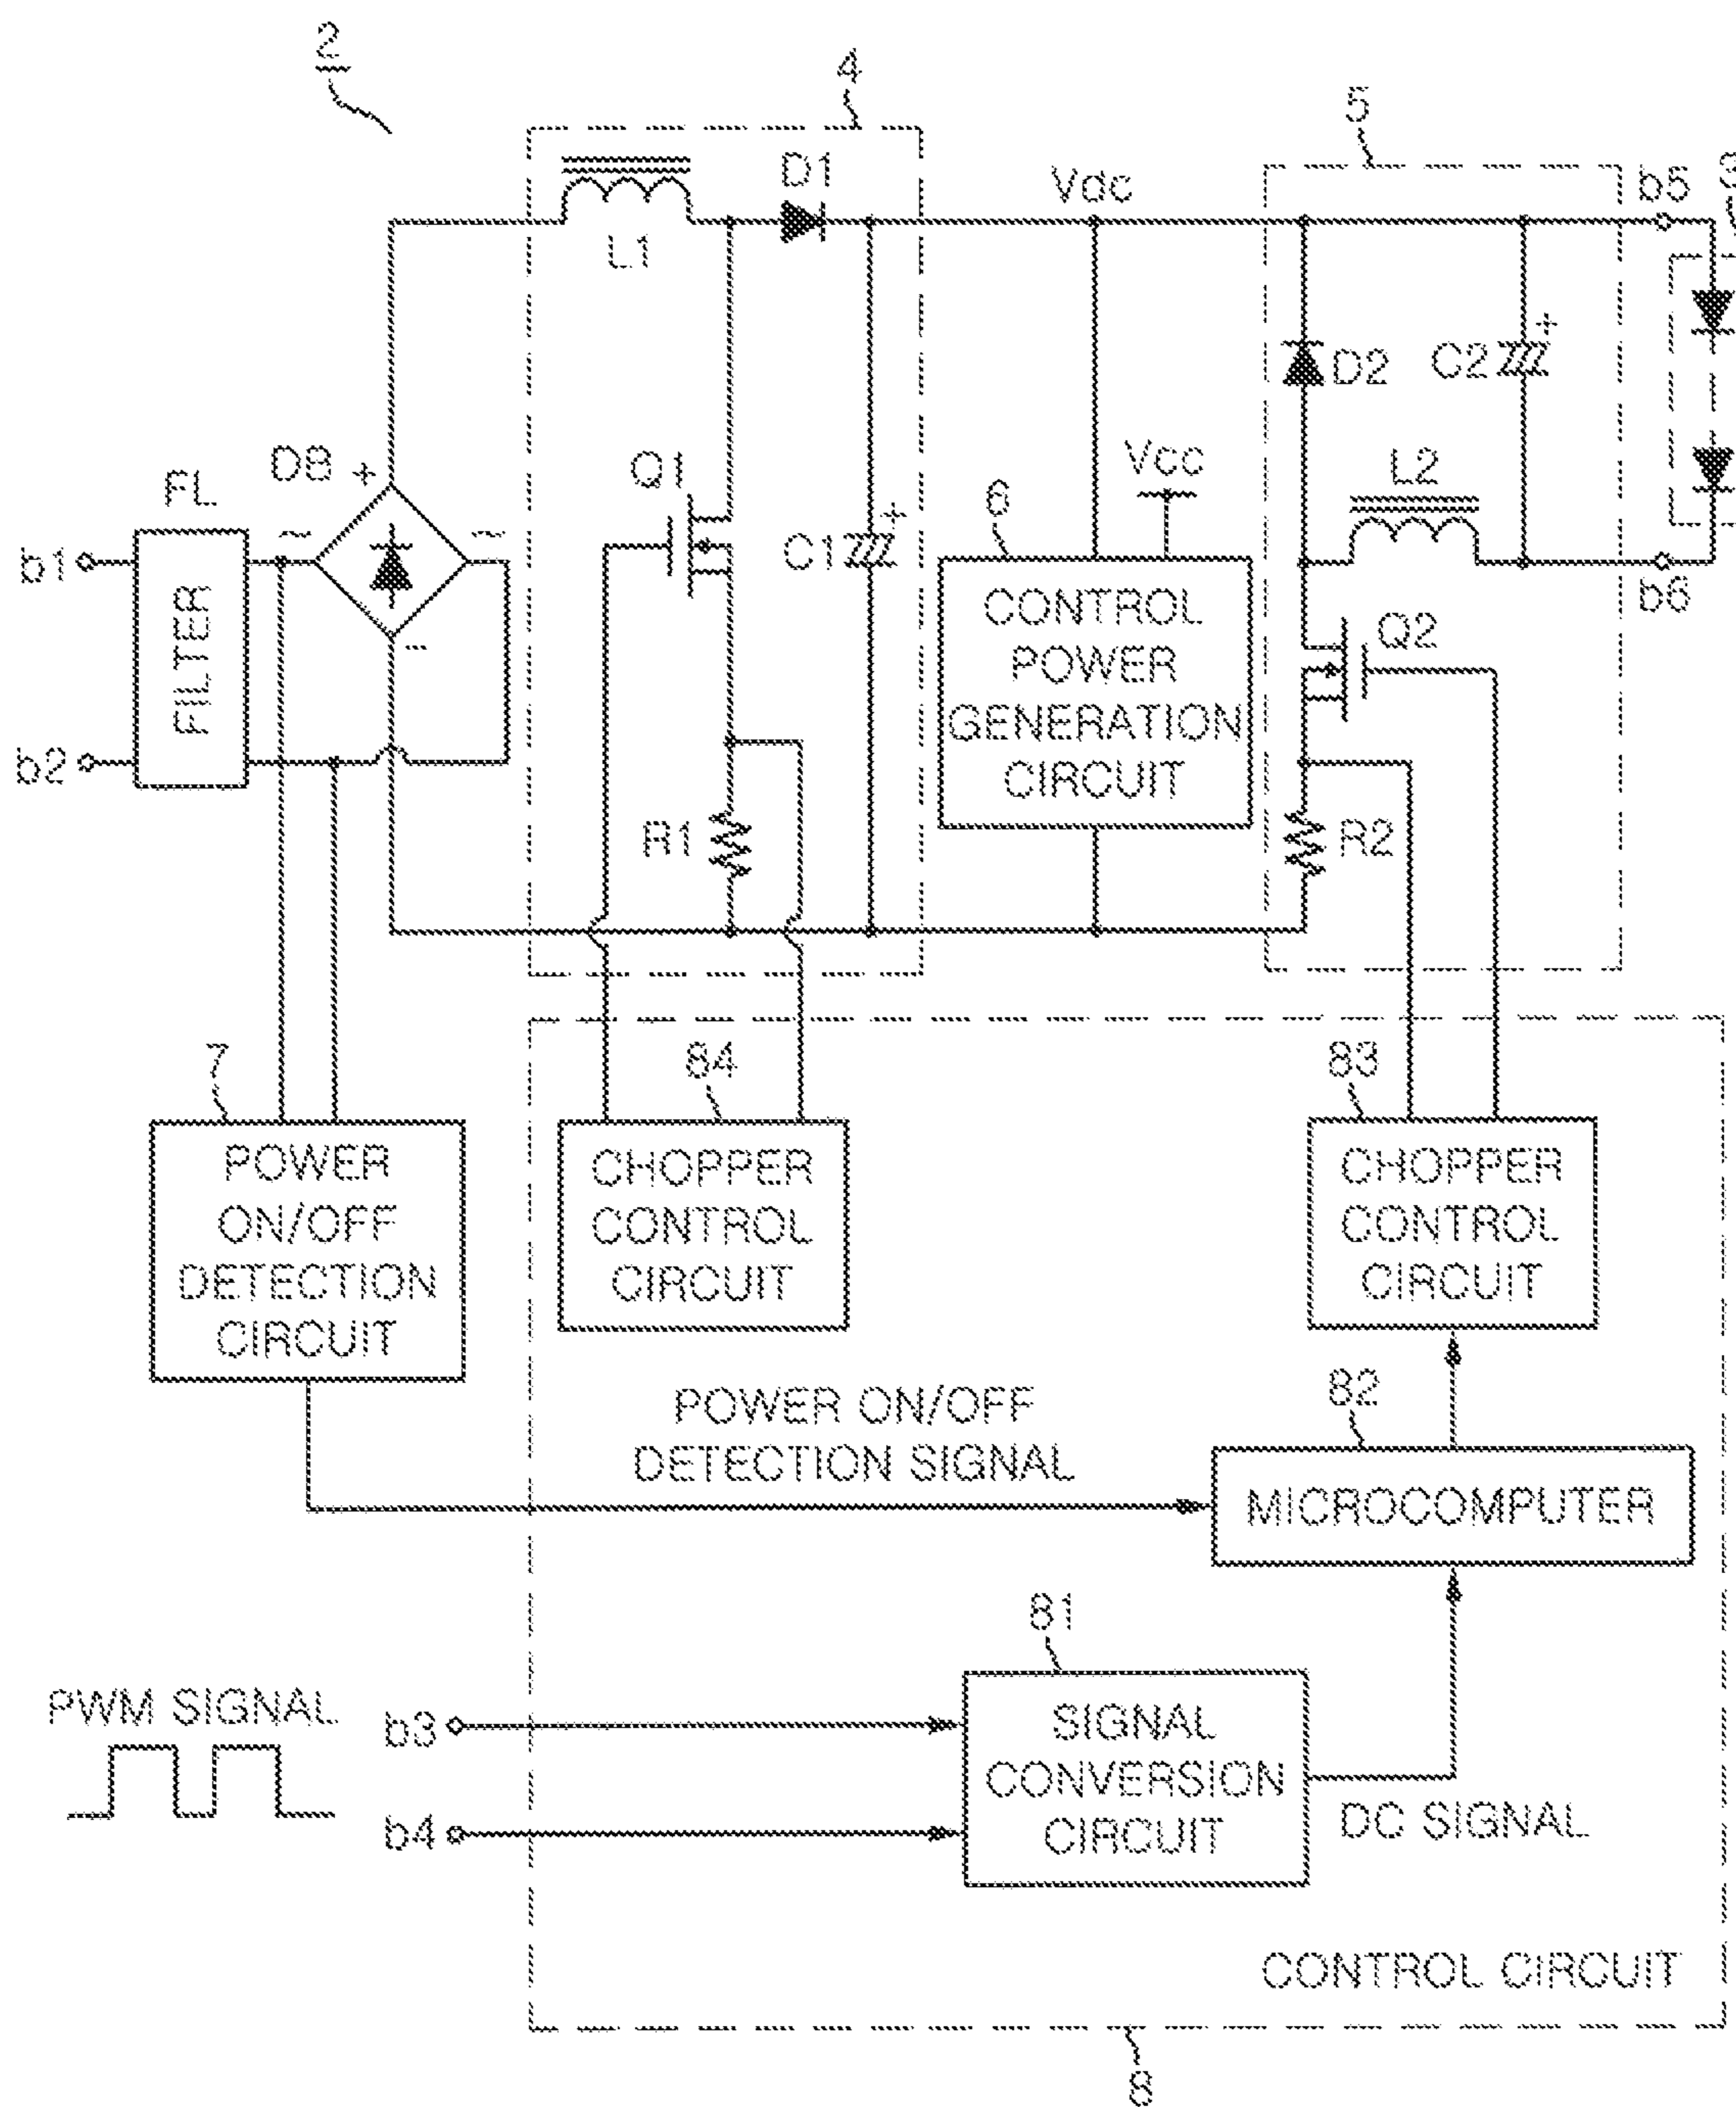 2
4
5
3
D1
Vdc
b5
L1
D2
C2
+
DB
+
Q1
Vcc
L2
FL
~
~
6
+
b1
FILTER
C1
CONTROL
POWER
GENERATION
CIRCUIT
b6
-
Q2
b2
R1
R2
7
84
83
POWER
ON/OFF
DETECTION
CIRCUIT
CHOPPER
CONTROL
CIRCUIT
CHOPPER
CONTROL
CIRCUIT
82
POWER ON/OFF
DETECTION SIGNAL
MICROCOMPUTER
81
PWM SIGNAL
b3
SIGNAL
CONVERSION
CIRCUIT
b4
DC SIGNAL
CONTROL CIRCUIT
8